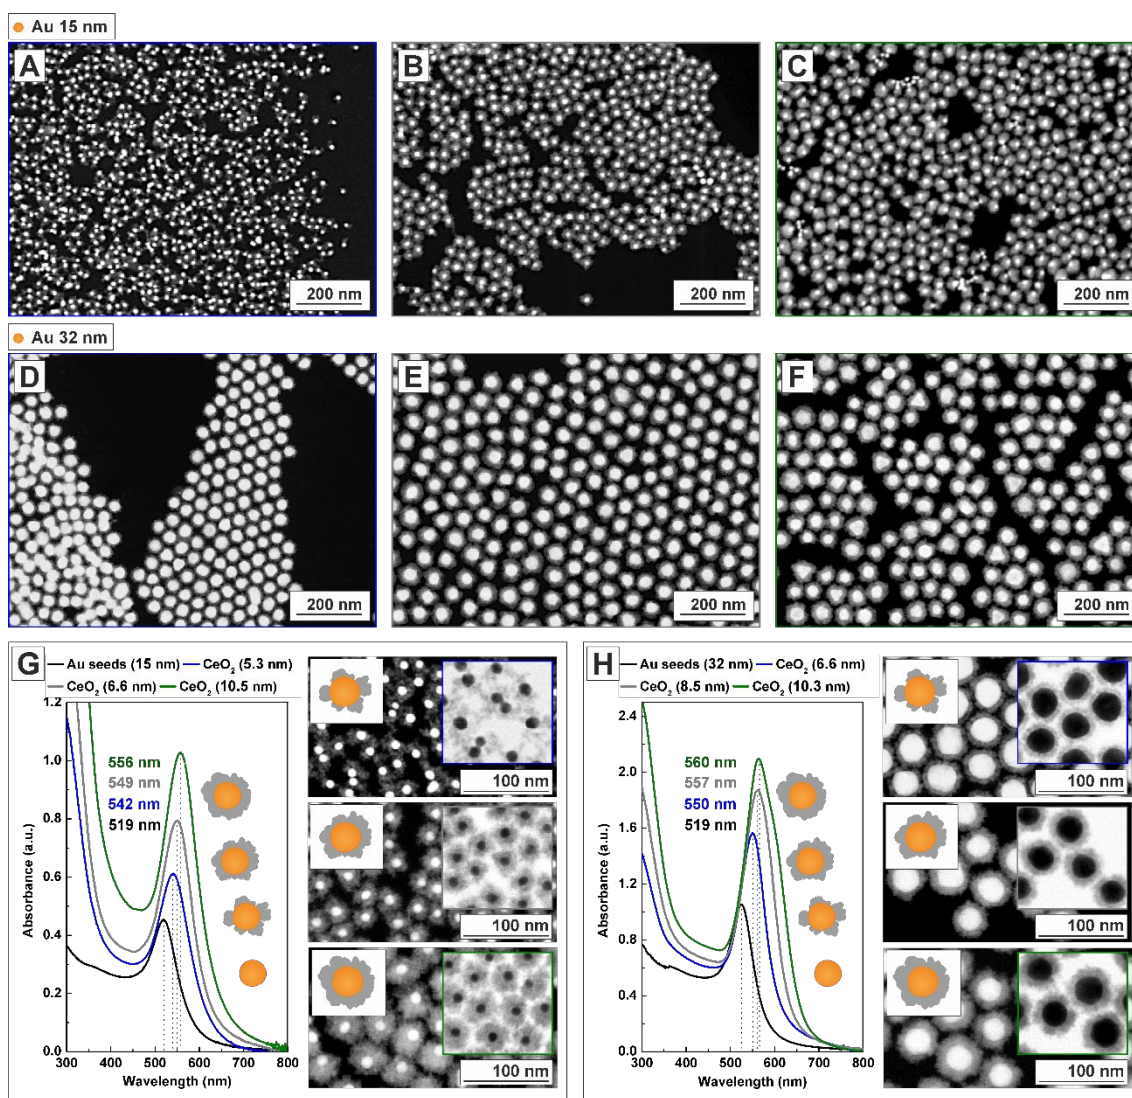 Au 15 nm
A
B
C
200 nm
200 nm
200 nm
Au 32 nm
D
E
F
200 nm
200 nm
200 nm
G
Au seeds (15 nm) CeO₂ (5.3 nm)
CeO₂ (6.6 nm) CeO₂ (10.5 nm)
1.2
1.0
0.8
0.6
0.4
0.2
0.0
Absorbance (a.u.)
556 nm
549 nm
542 nm
519 nm
300 400 500 600 700 800
Wavelength (nm)
100 nm
100 nm
100 nm
H
Au seeds (32 nm) CeO₂ (6.6 nm)
CeO₂ (8.5 nm) CeO₂ (10.3 nm)
2.4
2.0
1.6
1.2
0.8
0.4
0.0
Absorbance (a.u.)
560 nm
557 nm
550 nm
519 nm
300 400 500 600 700 800
Wavelength (nm)
100 nm
100 nm
100 nm